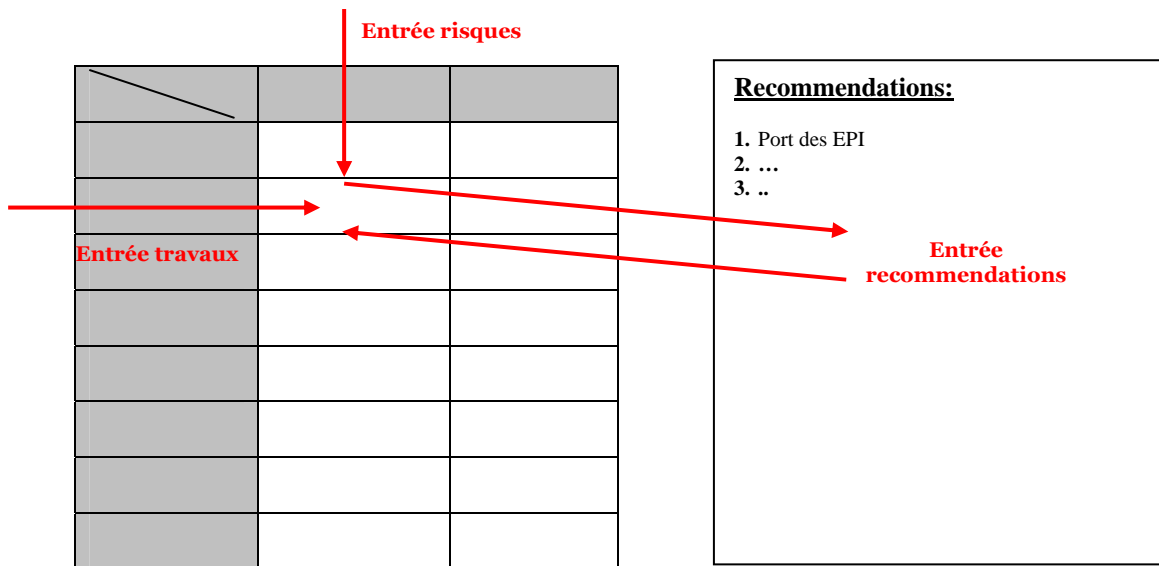 Entrée risques
Recommendations:
1. Port des EPI
2. …
3. ..
Entrée travaux
Entrée
recommendations